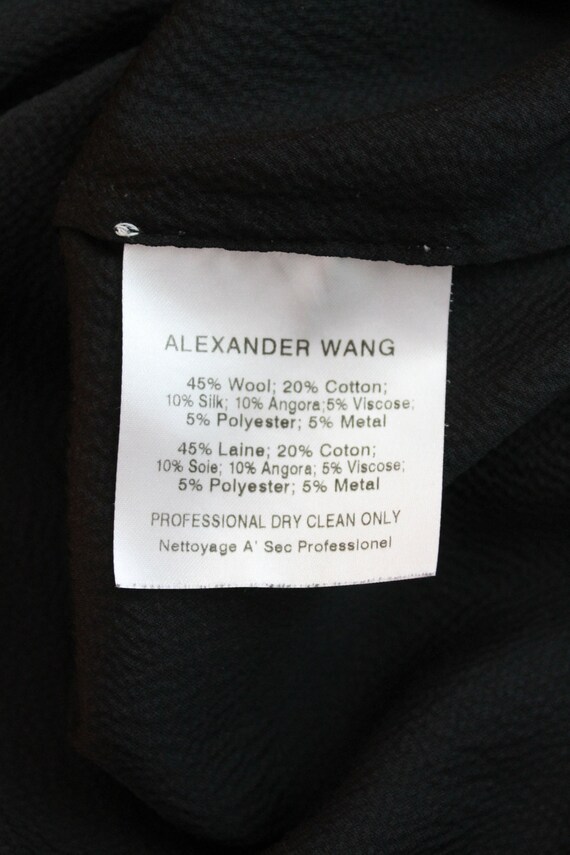 ALEXANDER WANG
45% Wool; 20% Cotton;
10% Silk; 10% Angora;5% Viscose;
5% Polyester; 5% Metal
45% Laine; 20% Coton;
10% Soie; 10% Angora; 5% Viscose;
5% Polyester; 5% Metal
PROFESSIONAL DRY CLEAN ONLY
Nettoyage A' Sec Professionel